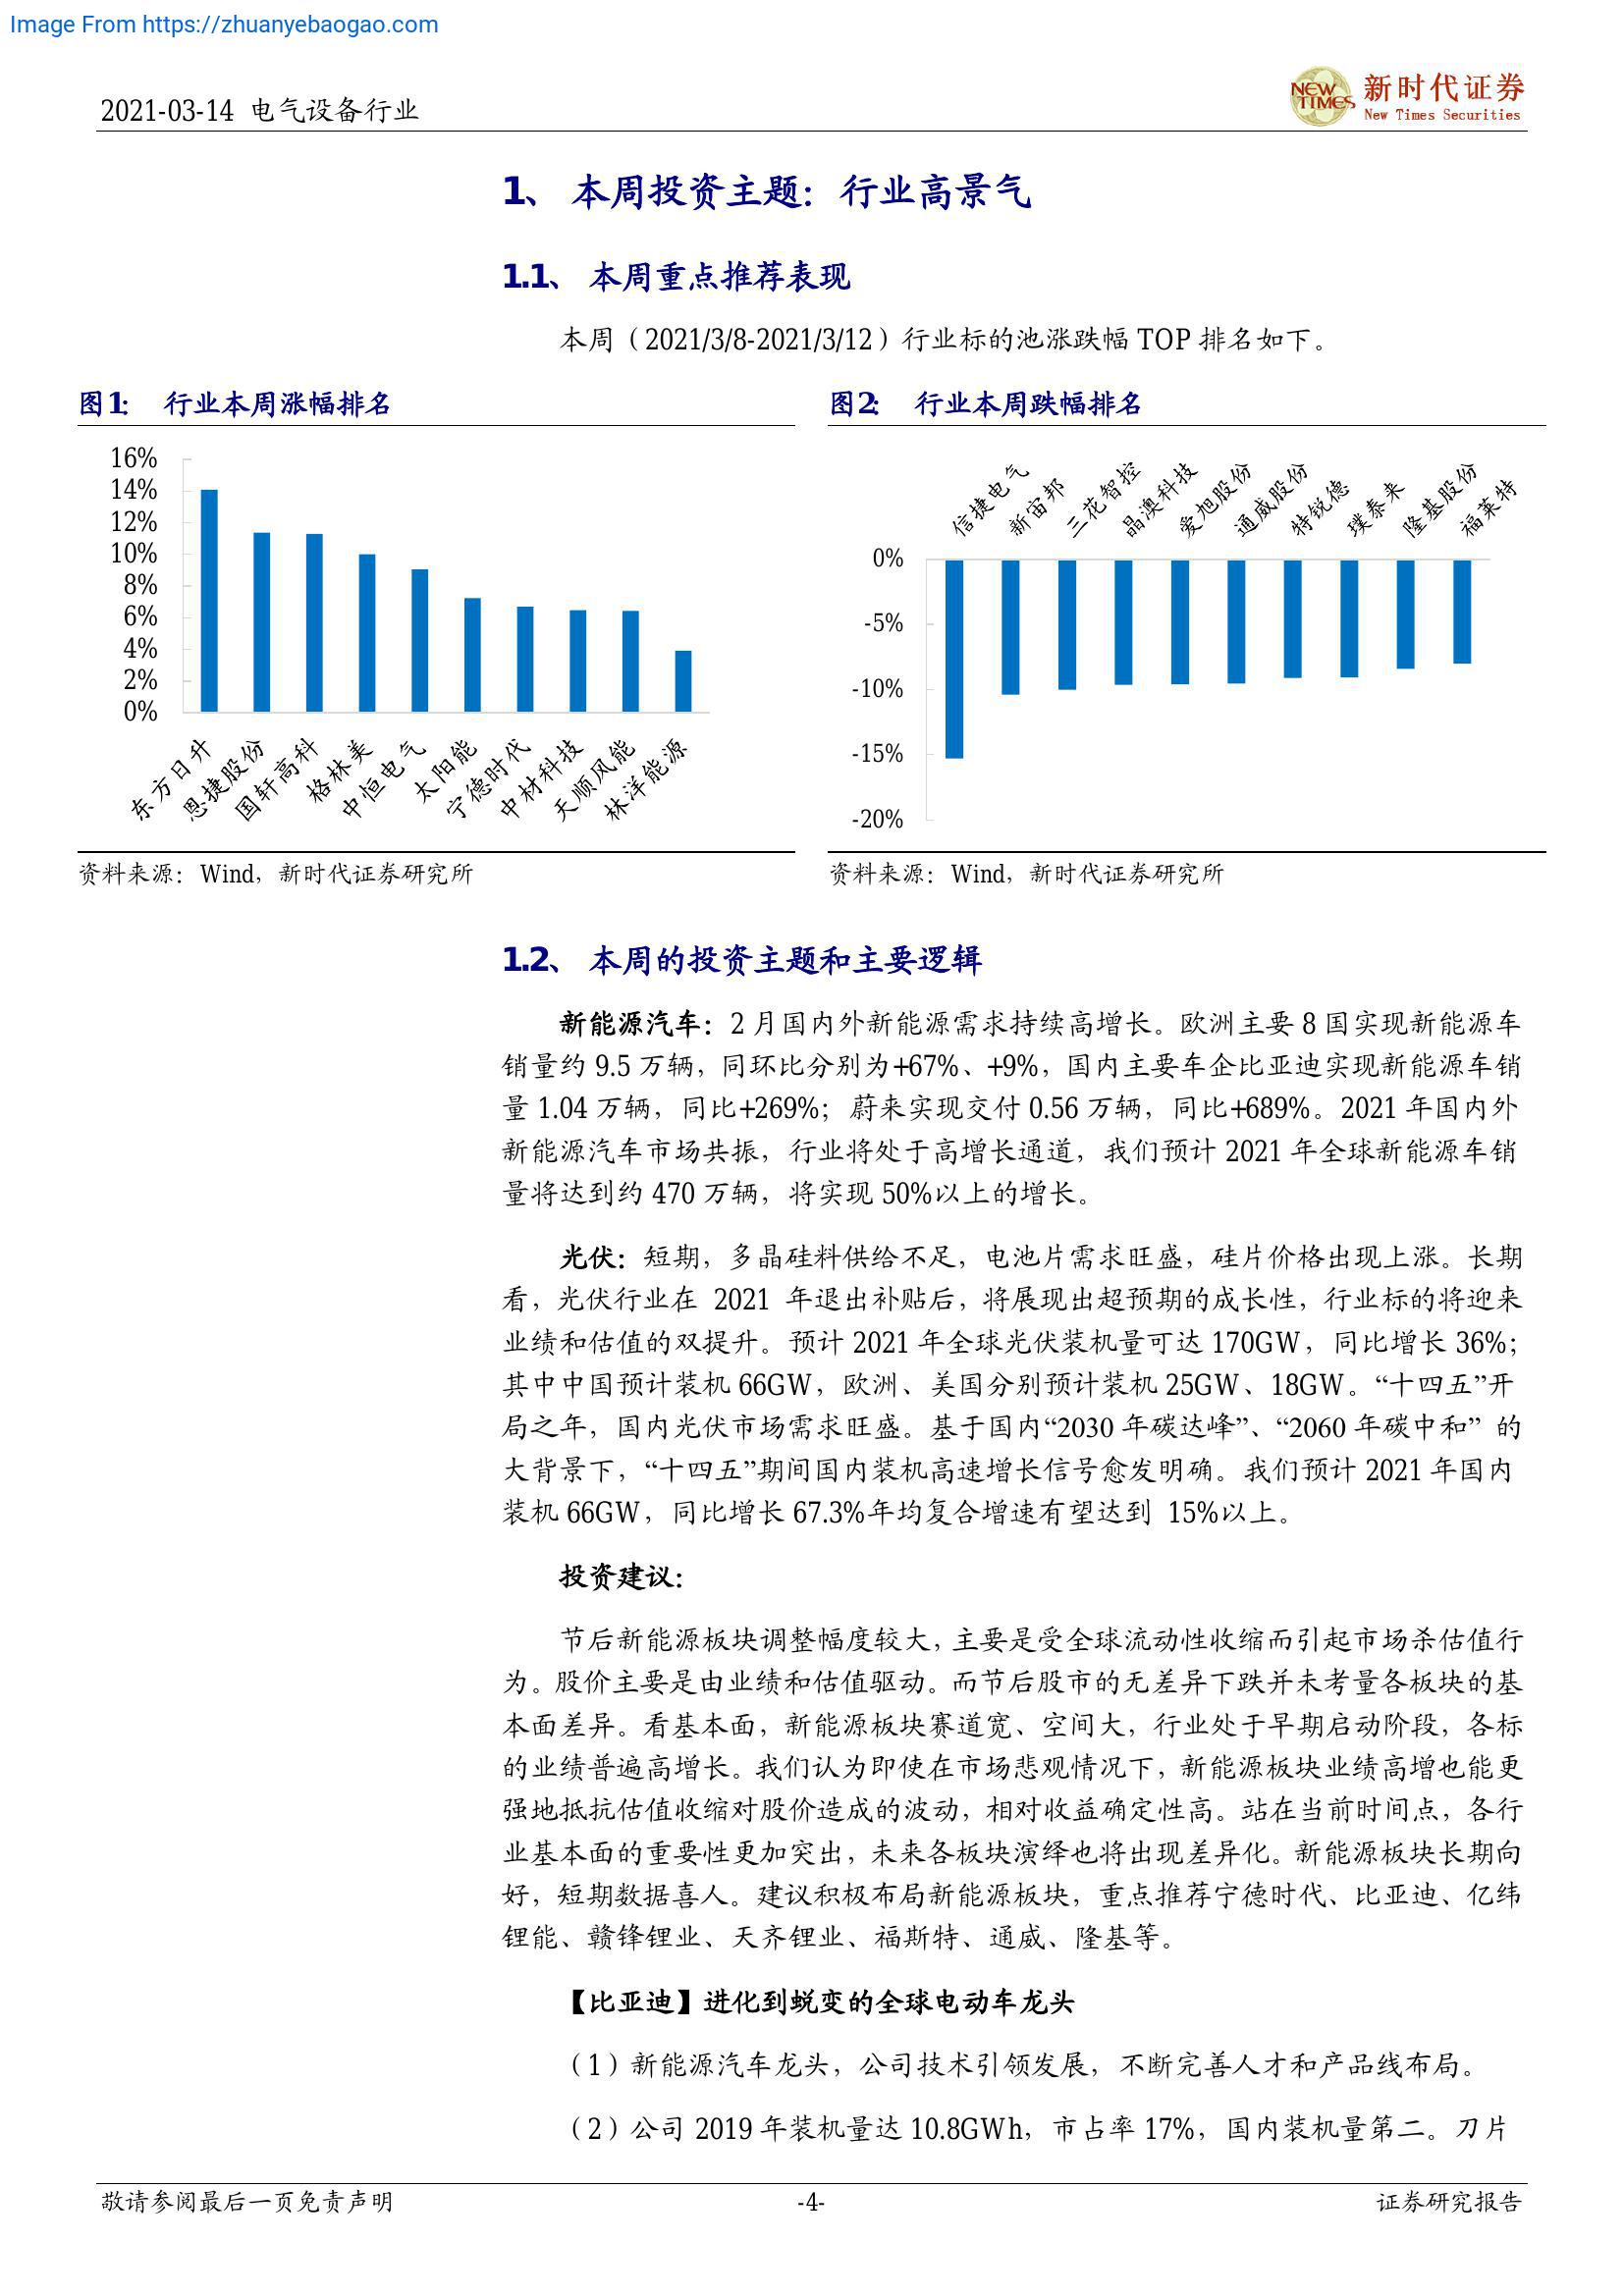 Image From https://zhuanyebaogao.com
2021-03-14 电气设备行业
NEW TIMES
新时代证券
New Times Securities
1、 本周投资主题：行业高景气
1.1、 本周重点推荐表现
本周（2021/3/8-2021/3/12）行业标的池涨跌幅 TOP 排名如下。
图1： 行业本周涨幅排名
16%
14%
12%
10%
8%
6%
4%
2%
0%
东方日升
恩捷股份
国轩高科
格林美
中恒电气
太阳能
宁德时代
中材科技
天顺风能
林洋能源
资料来源：Wind，新时代证券研究所
图2： 行业本周跌幅排名
信捷电气
新宙邦
三花智控
晶澳科技
爱旭股份
通威股份
特锐德
璞泰来
隆基股份
福莱特
0%
-5%
-10%
-15%
-20%
资料来源：Wind，新时代证券研究所
1.2、 本周的投资主题和主要逻辑
新能源汽车：2 月国内外新能源需求持续高增长。欧洲主要 8 国实现新能源车
销量约 9.5 万辆，同环比分别为+67%、+9%，国内主要车企比亚迪实现新能源车销
量 1.04 万辆，同比+269%；蔚来实现交付 0.56 万辆，同比+689%。2021 年国内外
新能源汽车市场共振，行业将处于高增长通道，我们预计 2021 年全球新能源车销
量将达到约 470 万辆，将实现 50%以上的增长。
光伏：短期，多晶硅料供给不足，电池片需求旺盛，硅片价格出现上涨。长期
看，光伏行业在 2021 年退出补贴后，将展现出超预期的成长性，行业标的将迎来
业绩和估值的双提升。预计 2021 年全球光伏装机量可达 170GW，同比增长 36%；
其中中国预计装机 66GW，欧洲、美国分别预计装机 25GW、18GW。“十四五”开
局之年，国内光伏市场需求旺盛。基于国内“2030 年碳达峰”、“2060 年碳中和” 的
大背景下，“十四五”期间国内装机高速增长信号愈发明确。我们预计 2021 年国内
装机 66GW，同比增长 67.3%年均复合增速有望达到 15%以上。
投资建议：
节后新能源板块调整幅度较大，主要是受全球流动性收缩而引起市场杀估值行
为。股价主要是由业绩和估值驱动。而节后股市的无差异下跌并未考量各板块的基
本面差异。看基本面，新能源板块赛道宽、空间大，行业处于早期启动阶段，各标
的业绩普遍高增长。我们认为即使在市场悲观情况下，新能源板块业绩高增也能更
强地抵抗估值收缩对股价造成的波动，相对收益确定性高。站在当前时间点，各行
业基本面的重要性更加突出，未来各板块演绎也将出现差异化。新能源板块长期向
好，短期数据喜人。建议积极布局新能源板块，重点推荐宁德时代、比亚迪、亿纬
锂能、赣锋锂业、天齐锂业、福斯特、通威、隆基等。
【比亚迪】进化到蜕变的全球电动车龙头
（1）新能源汽车龙头，公司技术引领发展，不断完善人才和产品线布局。
（2）公司 2019 年装机量达 10.8GWh，市占率 17%，国内装机量第二。刀片
敬请参阅最后一页免责声明
-4-
证券研究报告